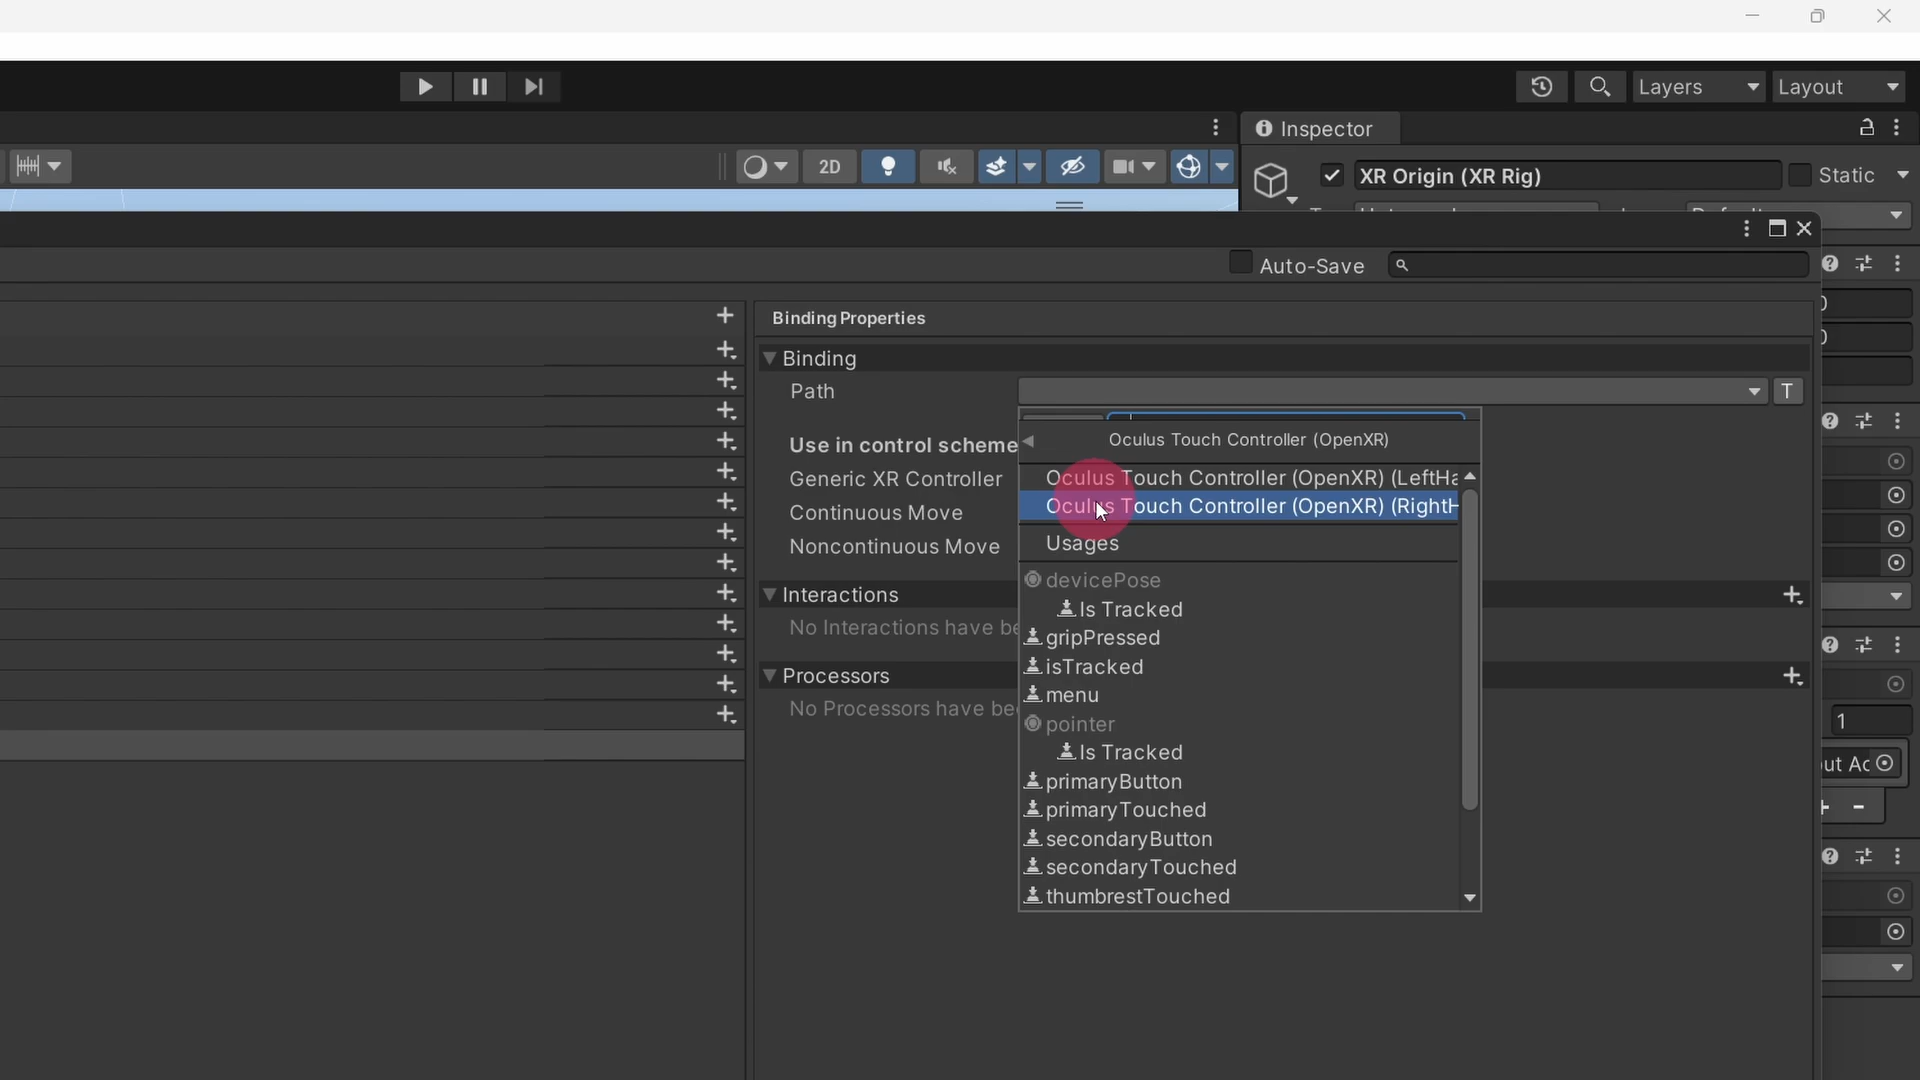 Layers
Layout
Inspector
2D
XR Origin (XR Rig)
Static
Auto-Save
Binding Properties
Binding
Path
T
Oculus Touch Controller (OpenXR)
Use in control scheme
Oculus Touch Controller (OpenXR) (LeftHa
Generic XR Controller
Oculus Touch Controller (OpenXR) (RightH
Continuous Move
Usages
Noncontinuous Move
devicePose
Interactions
Is Tracked
No Interactions have be
gripPressed
isTracked
Processors
menu
No Processors have be
pointer
1
Is Tracked
ut Ac
primaryButton
primaryTouched
secondaryButton
secondaryTouched
thumbrestTouched